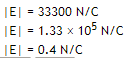 |E| = 33300 N/C
|E| = 1.33 × 10⁵ N/C
|E| = 0.4 N/C